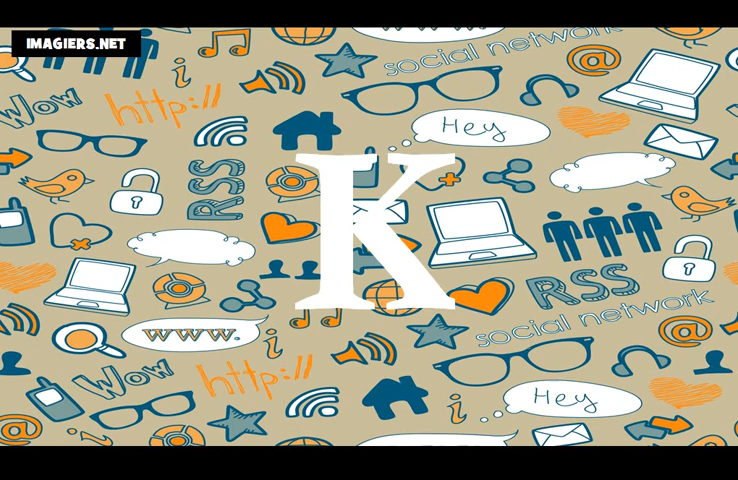 IMAGIERS.NET
social network
@
Wow
http://
i
Hey
RSS
K
RSS
www.
social network
@
i
Wow
http://
Hey
i
@
i